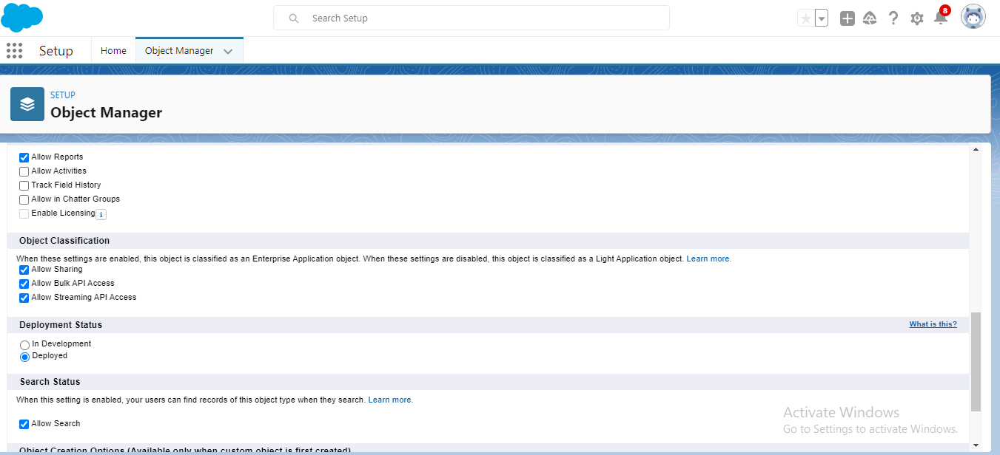 Search Setup
8
Setup
Home
Object Manager
SETUP
Object Manager
Allow Reports
Allow Activities
Track Field History
Allow in Chatter Groups
Enable Licensing i
Object Classification
When these settings are enabled, this object is classified as an Enterprise Application object. When these settings are disabled, this object is classified as a Light Application object. Learn more.
Allow Sharing
Allow Bulk API Access
Allow Streaming API Access
Deployment Status
What is this?
In Development
Deployed
Search Status
When this setting is enabled, your users can find records of this object type when they search. Learn more.
Allow Search
Activate Windows
Go to Settings to activate Windows.
Object Creation Options (Available only when custom object is first created)